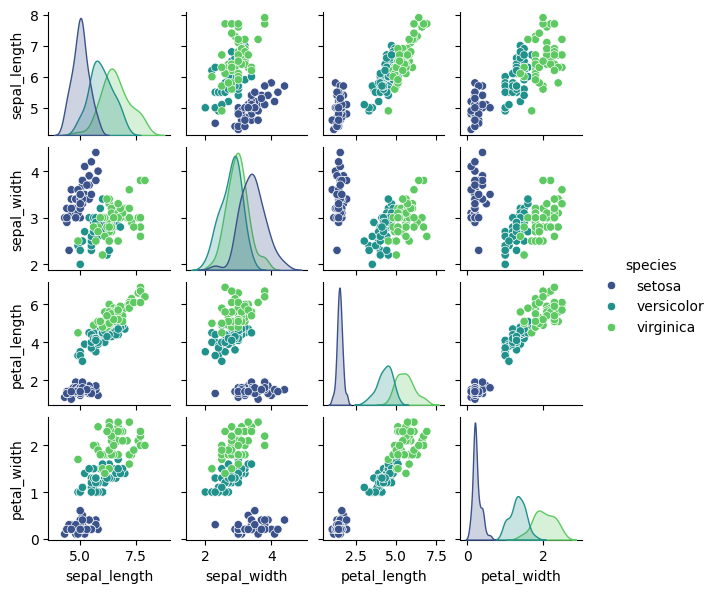 8
7
6
5
sepal_length
4
3
2
sepal_width
6
4
2
petal_length
2
1
0
petal_width
5.0 7.5
2 4
2.5 5.0 7.5
0 2
sepal_length sepal_width petal_length petal_width
species
setosa
versicolor
virginica